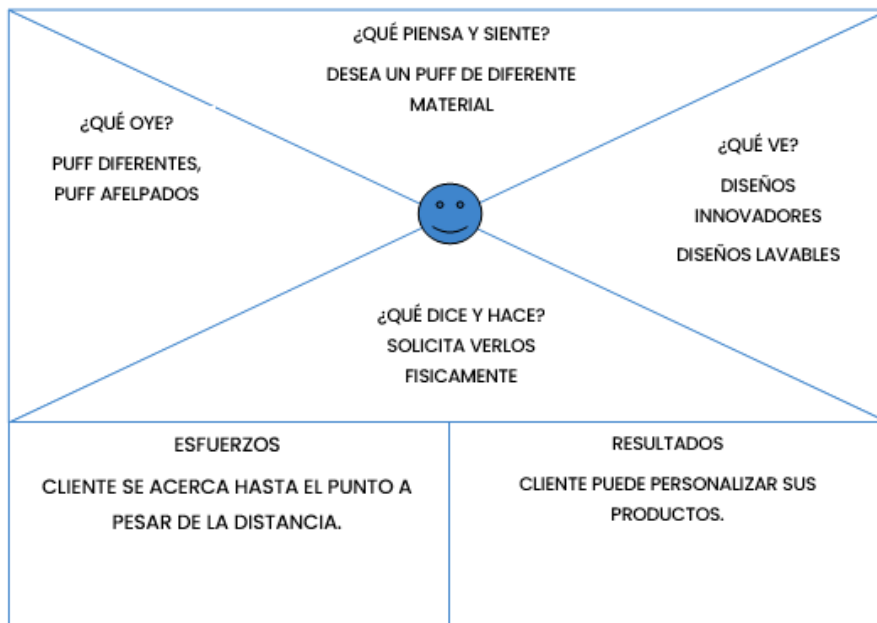 ¿QUÉ PIENSA Y SIENTE?
DESEA UN PUFF DE DIFERENTE
MATERIAL
¿QUÉ OYE?
PUFF DIFERENTES,
PUFF AFELPADOS
¿QUÉ VE?
DISEÑOS
INNOVADORES
DISEÑOS LAVABLES
¿QUÉ DICE Y HACE?
SOLICITA VERLOS
FISICAMENTE
ESFUERZOS
CLIENTE SE ACERCA HASTA EL PUNTO A
PESAR DE LA DISTANCIA.
RESULTADOS
CLIENTE PUEDE PERSONALIZAR SUS
PRODUCTOS.